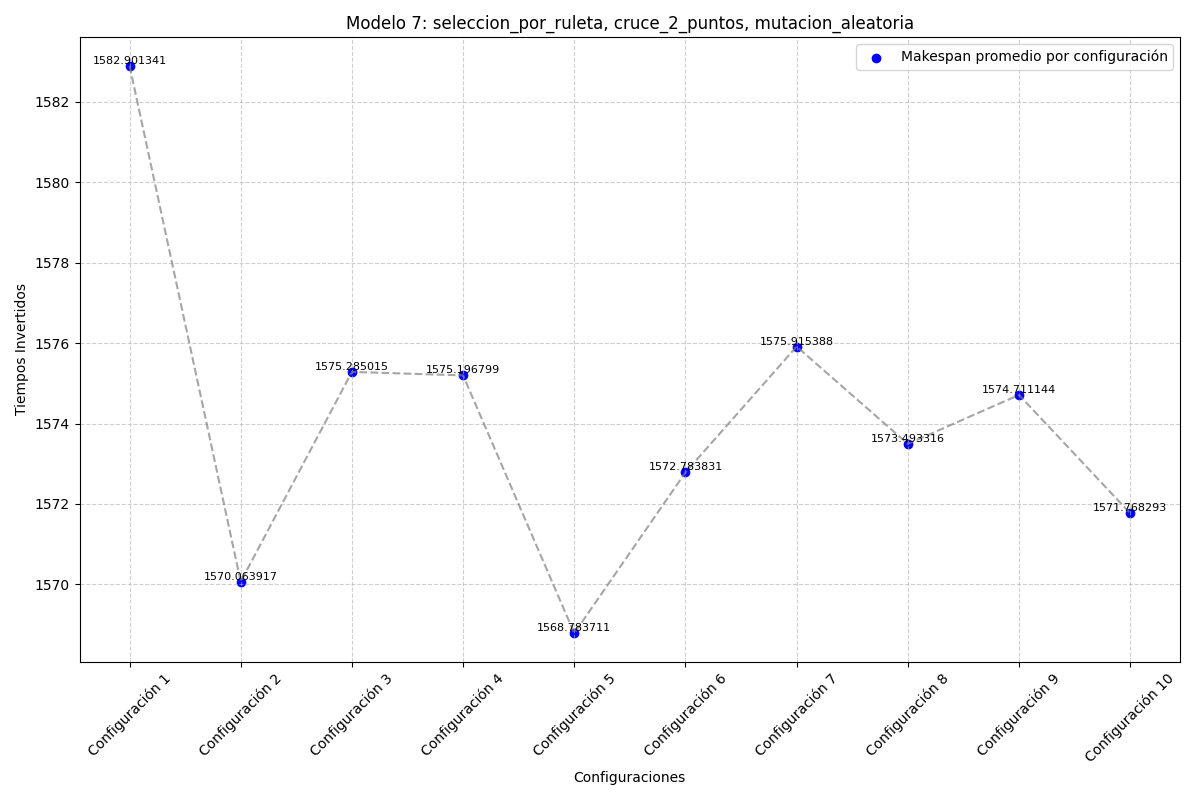 Modelo 7: seleccion_por_ruleta, cruce_2_puntos, mutacion_aleatoria
Makespan promedio por configuración
1582.901341
1570.063917
1575.285015
1575.196799
1568.783711
1572.783831
1575.915388
1573.493316
1574.711144
1571.768293
1582
1580
1578
1576
1574
1572
1570
Tiempos Invertidos
Configuración 1
Configuración 2
Configuración 3
Configuración 4
Configuración 5
Configuración 6
Configuración 7
Configuración 8
Configuración 9
Configuración 10
Configuraciones